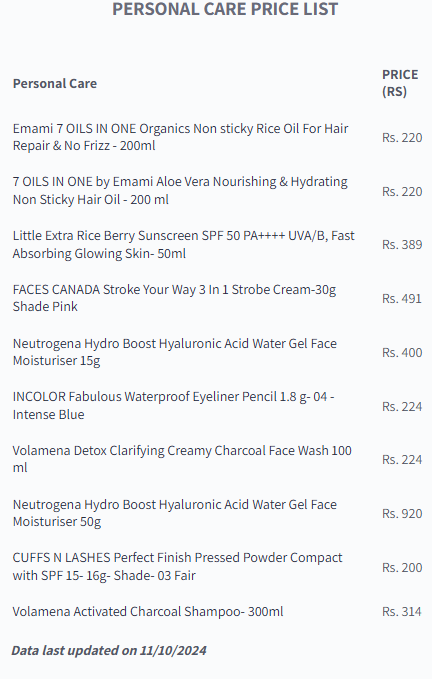 PERSONAL CARE PRICE LIST
Personal Care
PRICE
(RS)
Emami 7 OILS IN ONE Organics Non sticky Rice Oil For Hair
Repair & No Frizz - 200ml
Rs. 220
7 OILS IN ONE by Emami Aloe Vera Nourishing & Hydrating
Non Sticky Hair Oil - 200 ml
Rs. 220
Little Extra Rice Berry Sunscreen SPF 50 PA++++ UVA/B, Fast
Absorbing Glowing Skin- 50ml
Rs. 389
FACES CANADA Stroke Your Way 3 In 1 Strobe Cream-30g
Shade Pink
Rs. 491
Neutrogena Hydro Boost Hyaluronic Acid Water Gel Face
Moisturiser 15g
Rs. 400
INCOLOR Fabulous Waterproof Eyeliner Pencil 1.8 g- 04 -
Intense Blue
Rs. 224
Volamena Detox Clarifying Creamy Charcoal Face Wash 100
ml
Rs. 224
Neutrogena Hydro Boost Hyaluronic Acid Water Gel Face
Moisturiser 50g
Rs. 920
CUFFS N LASHES Perfect Finish Pressed Powder Compact
with SPF 15- 16g- Shade- 03 Fair
Rs. 200
Volamena Activated Charcoal Shampoo- 300ml
Rs. 314
Data last updated on 11/10/2024